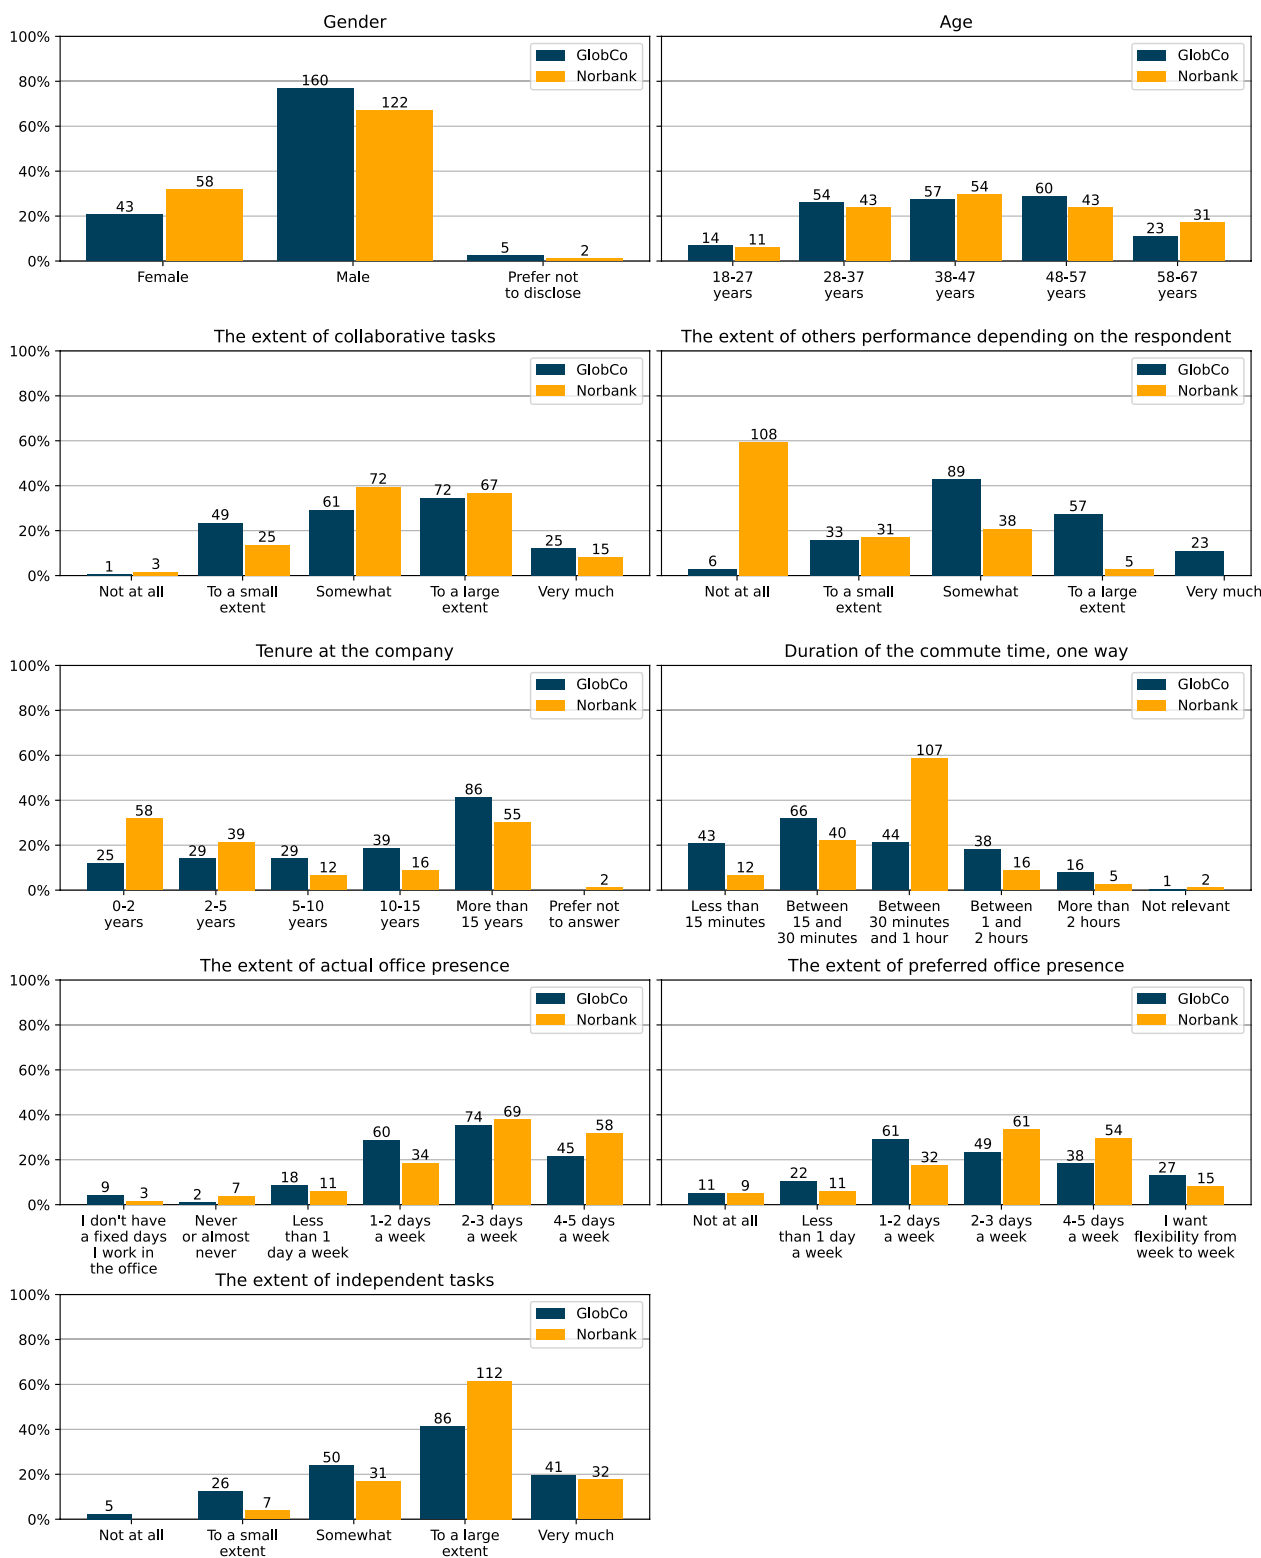 Gender
100%
80%
60%
40%
20%
0%
GlobCo
Norbank
43
58
160
122
5
2
Female
Male
Prefer not
to disclose
Age
GlobCo
Norbank
14
11
54
43
57
54
60
43
23
31
18-27
years
28-37
years
38-47
years
48-57
years
58-67
years
The extent of collaborative tasks
100%
80%
60%
40%
20%
0%
GlobCo
Norbank
1
3
49
25
61
72
72
67
25
15
Not at all
To a small
extent
Somewhat
To a large
extent
Very much
The extent of others performance depending on the respondent
GlobCo
Norbank
6
108
33
31
89
38
57
5
23
Not at all
To a small
extent
Somewhat
To a large
extent
Very much
Tenure at the company
100%
80%
60%
40%
20%
0%
GlobCo
Norbank
25
58
29
39
29
12
39
16
86
55
2
0-2
years
2-5
years
5-10
years
10-15
years
More than
15 years
Prefer not
to answer
Duration of the commute time, one way
GlobCo
Norbank
43
12
66
40
44
107
38
16
16
5
1
2
Less than
15 minutes
Between
15 and
30 minutes
Between
30 minutes
and 1 hour
Between
1 and
2 hours
More than
2 hours
Not relevant
The extent of actual office presence
100%
80%
60%
40%
20%
0%
GlobCo
Norbank
9
3
2
7
18
11
60
34
74
69
45
58
I don't have
a fixed days
I work in
the office
Never
or almost
never
Less
than 1
day a week
1-2 days
a week
2-3 days
a week
4-5 days
a week
The extent of preferred office presence
GlobCo
Norbank
11
9
22
11
61
32
49
61
38
54
27
15
Not at all
Less
than 1 day
a week
1-2 days
a week
2-3 days
a week
4-5 days
a week
I want
flexibility from
week to week
The extent of independent tasks
100%
80%
60%
40%
20%
0%
GlobCo
Norbank
5
26
7
50
31
86
112
41
32
Not at all
To a small
extent
Somewhat
To a large
extent
Very much